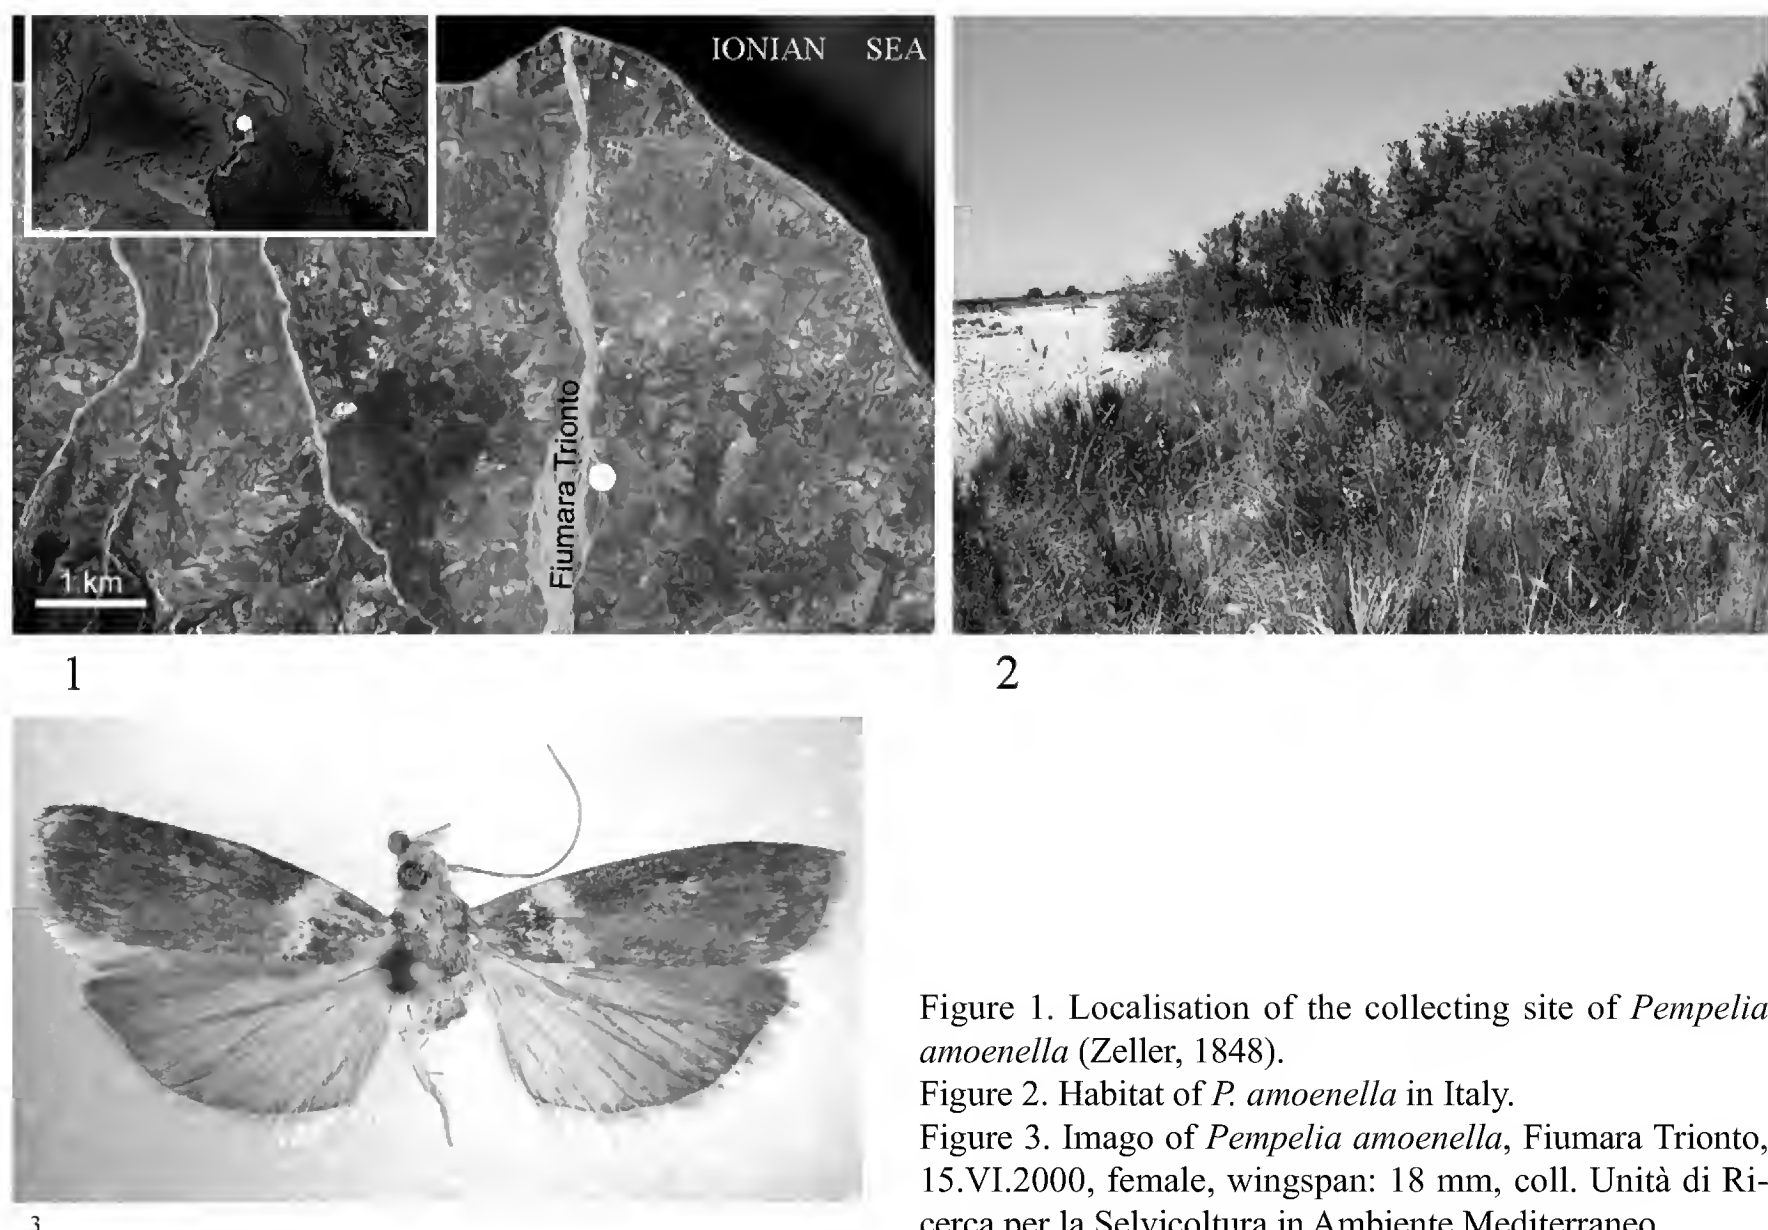 IONIAN SEA
Fiumara Trionto
1 km
1
2
3
Figure 1. Localisation of the collecting site of Pempelia
amoenella (Zeller, 1848).
Figure 2. Habitat of P. amoenella in Italy.
Figure 3. Imago of Pempelia amoenella, Fiumara Trionto,
15.VI.2000, female, wingspan: 18 mm, coll. Unità di Ri-
cerca per la Selvicoltura in Ambiente Mediterraneo